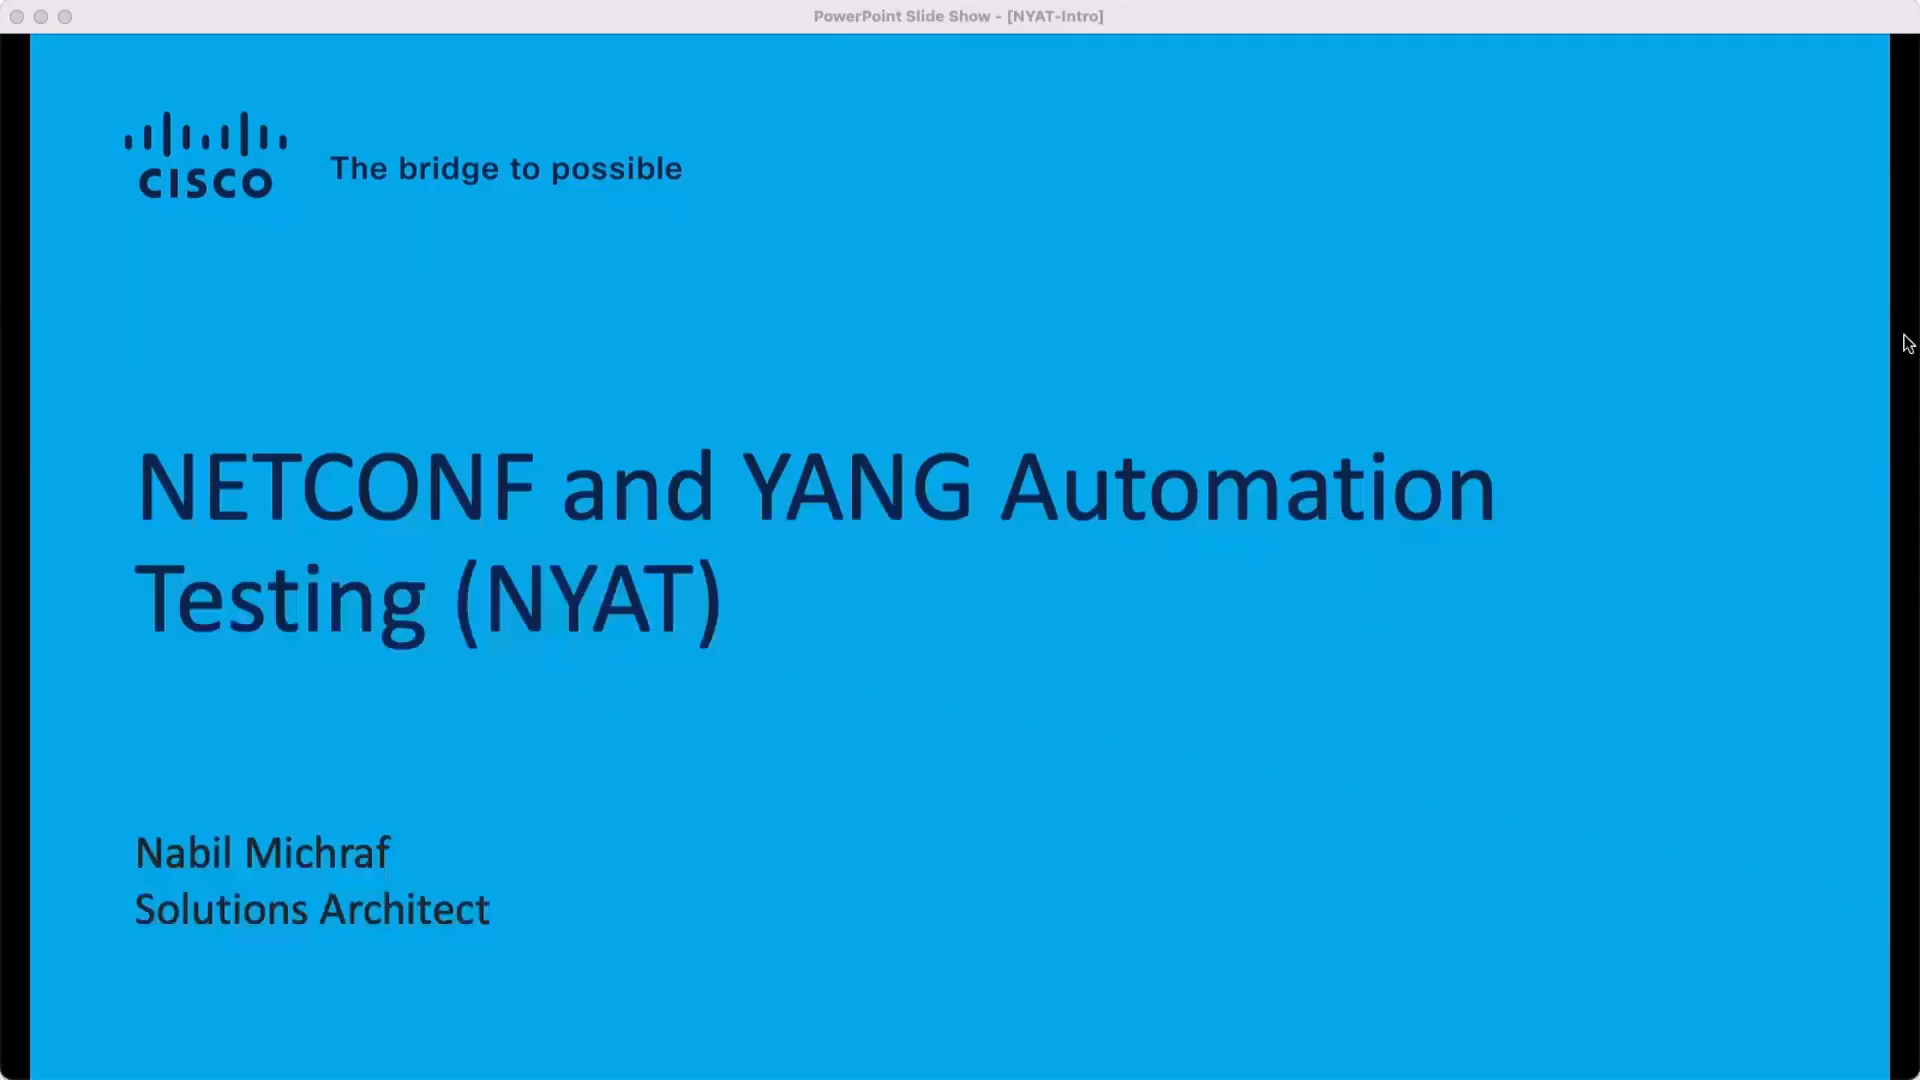 PowerPoint Slide Show - [NYAT-Intro]
CISCO
The bridge to possible
NETCONF and YANG Automation
Testing (NYAT)
Nabil Michraf
Solutions Architect